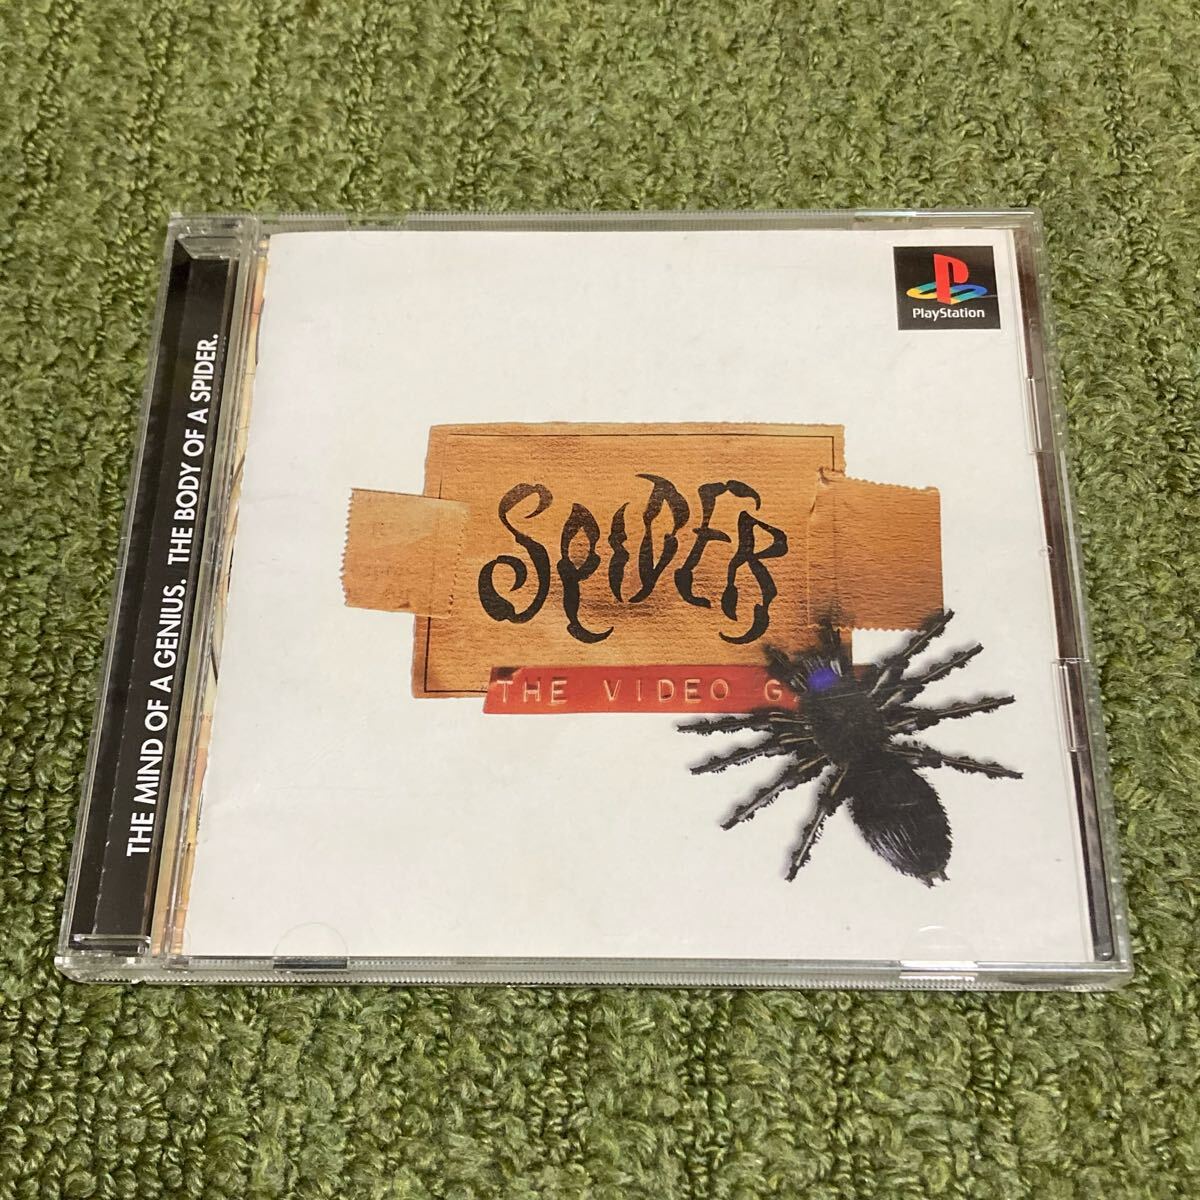 THE MIND OF A GENIUS. THE BODY OF A SPIDER.
PlayStation
SPIDER
THE VIDEO G